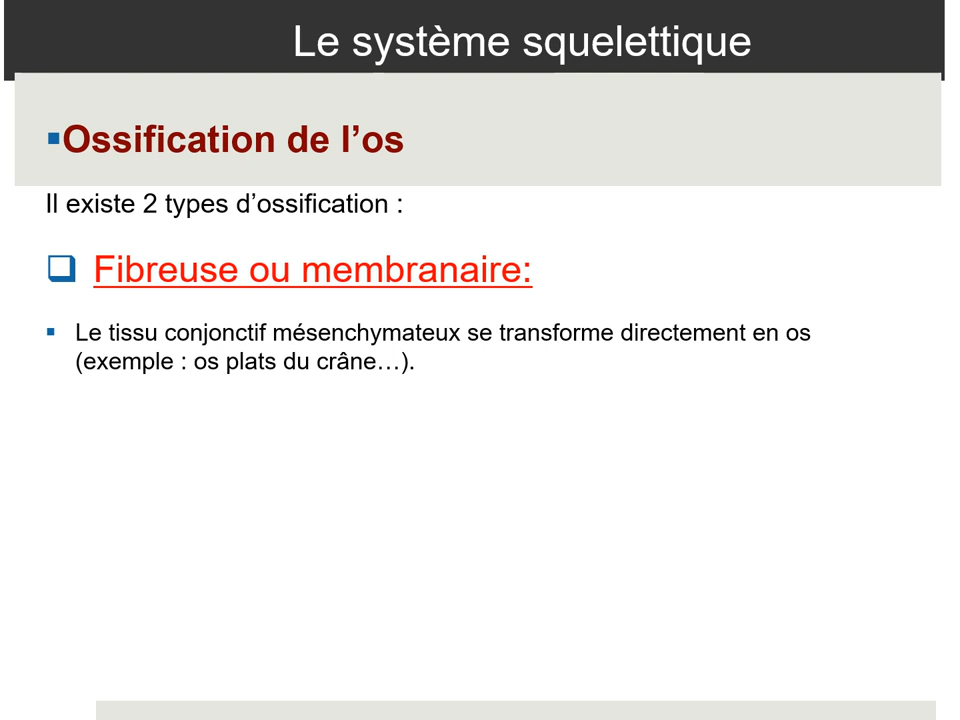 Le système squelettique
▪Ossification de l’os
Il existe 2 types d’ossification :
❑ Fibreuse ou membranaire:
▪ Le tissu conjonctif mésenchymateux se transforme directement en os
(exemple : os plats du crâne…).